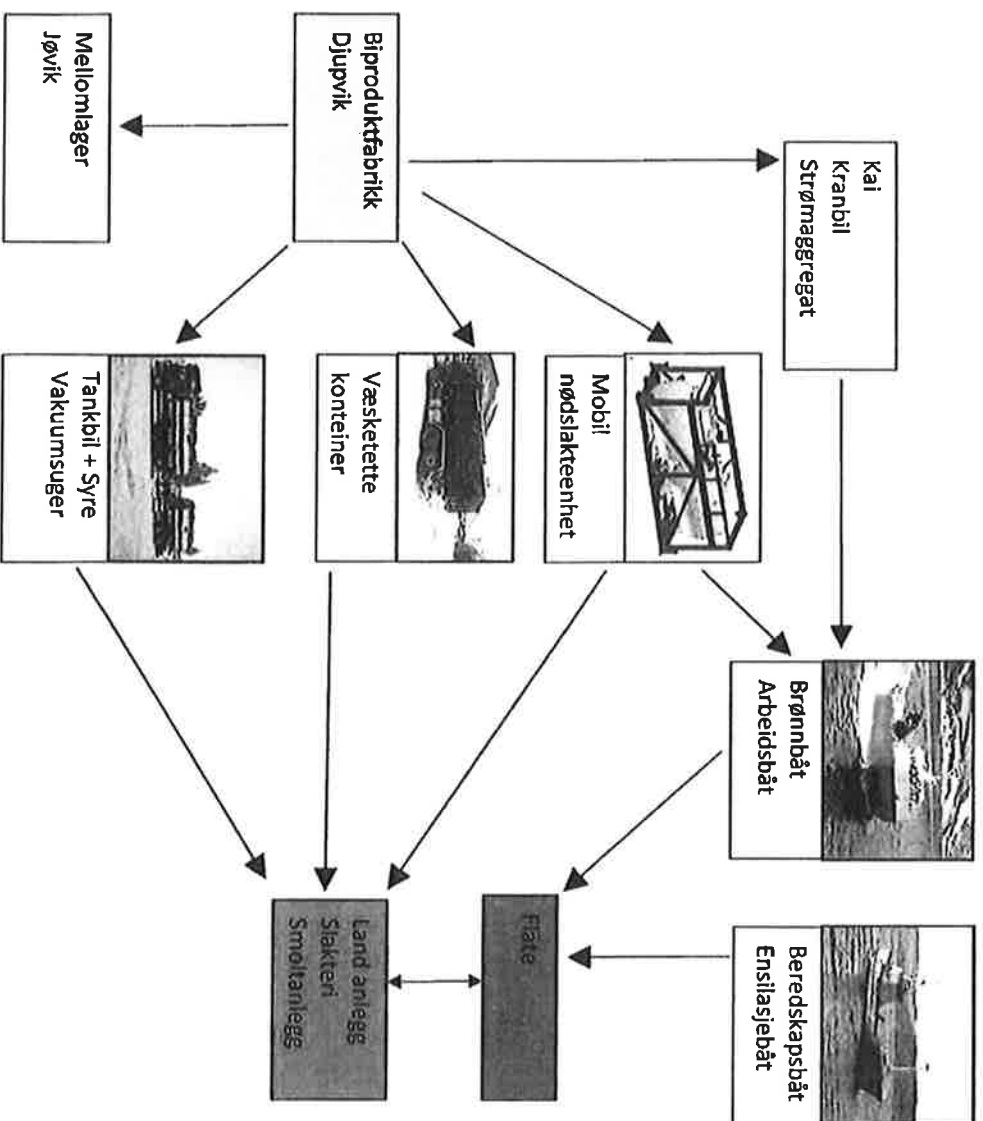 Kai
Kranbil
Strømaggregat
Biproduktfabrikk
Djupvik
Mellomlager
Jøvik
Mobil
nødslakteenhet
Væsketette
konteiner
Tankbil + Syre
Vakuumsuger
Brønnbåt
Arbeidsbåt
Beredskapsbåt
Ensilasjebåt
Flåte
Land anlegg
Slakteri
Smoltanlegg